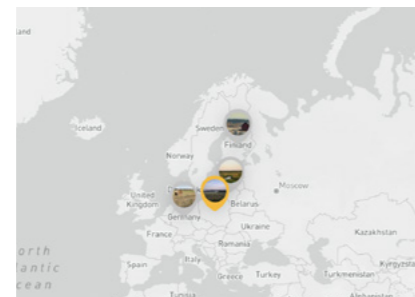 land
Iceland
Sweden
Finland
Norway
Moscow
United
Kingdom
Belarus
Germany
Ukraine
France
Kazakhstan
Romania
orth
lantic
cean
Spain
Italy
Kyrgyzsta
Greece
Turkey
Turkmenistan
Tunisia
Afghanistan